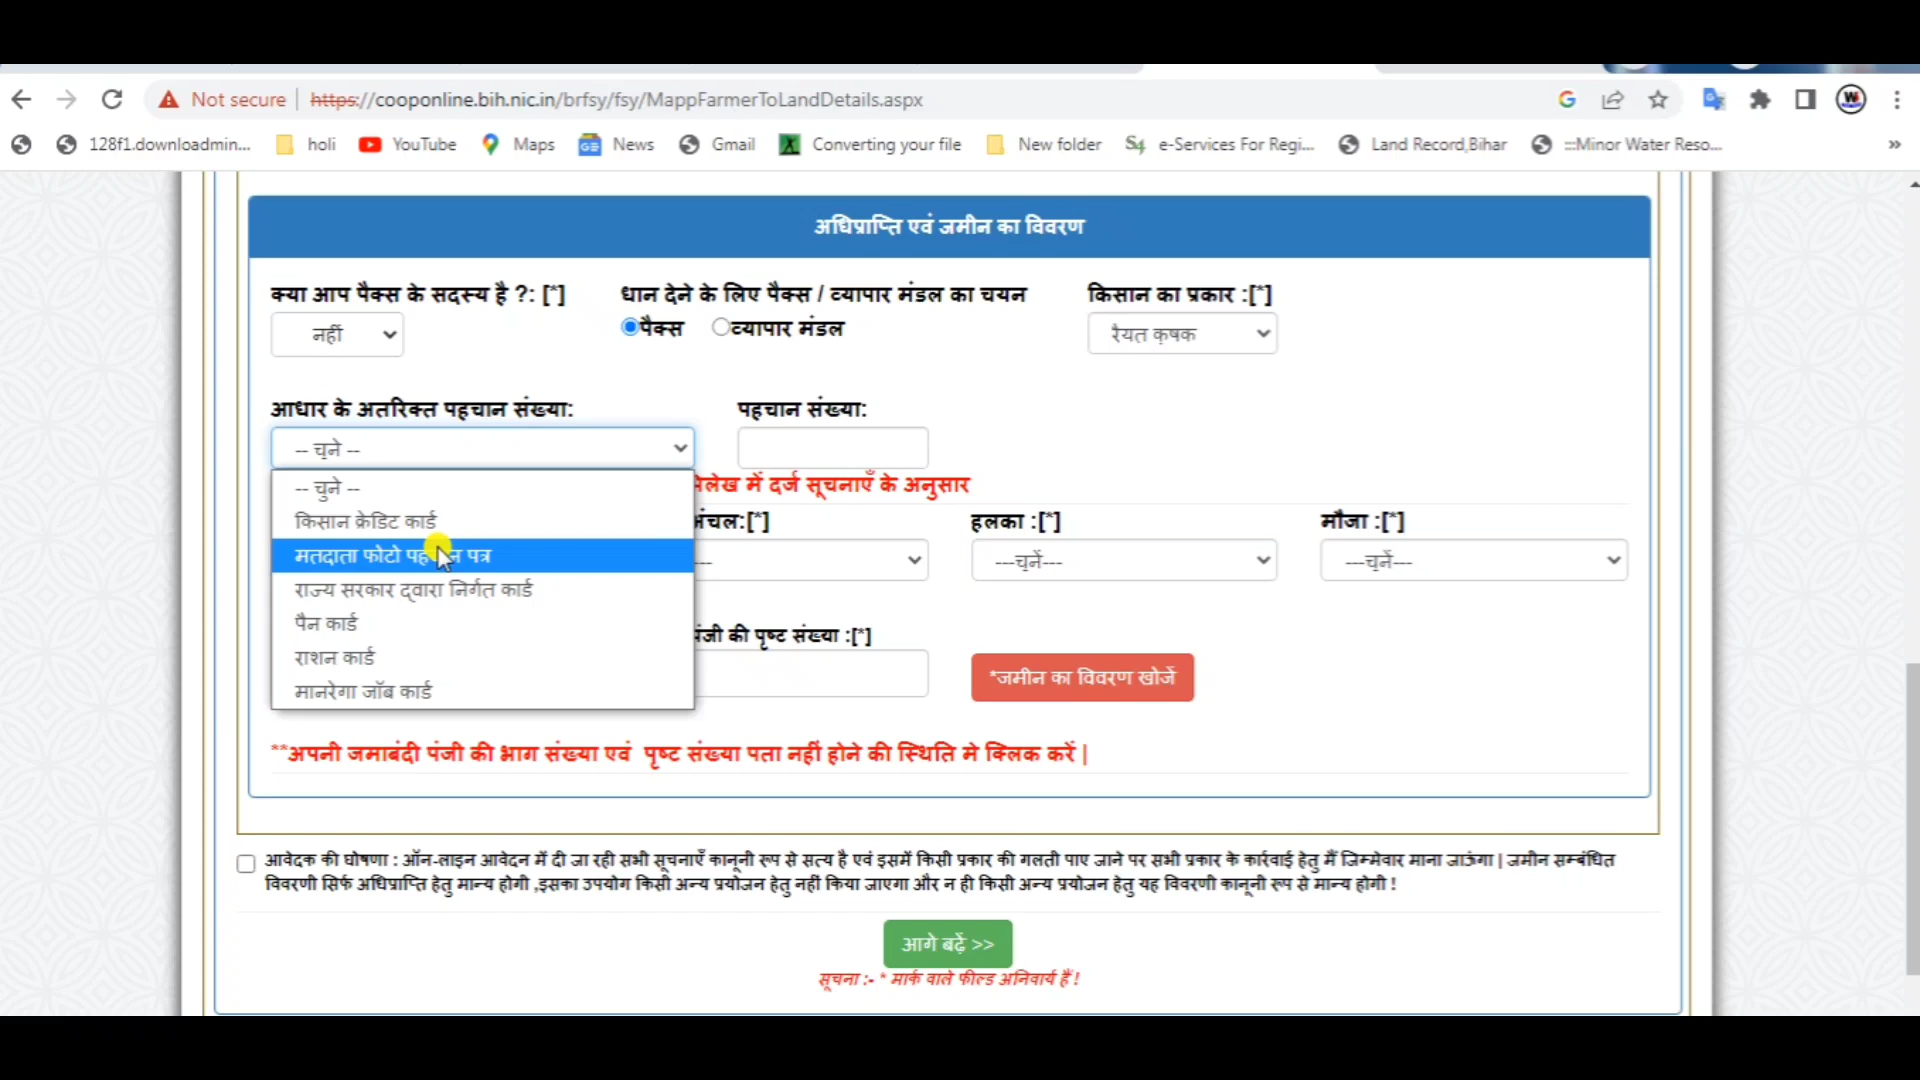 Not secure | https://cooponline.bih.nic.in/brfsy/fsy/MappFarmerToLandDetails.aspx
128f1.downloadmin... holi YouTube Maps News Gmail Converting your file New folder e-Services For Regi... Land Record,Bihar :::Minor Water Reso... »
अधिप्राप्ति एवं जमीन का विवरण
क्या आप पैक्स के सदस्य है ?: [*] धान देने के लिए पैक्स / व्यापार मंडल का चयन किसान का प्रकार :[*]
नहीं पैक्स व्यापार मंडल रैयत कृषक
आधार के अतरिक्त पहचान संख्या: पहचान संख्या:
-- चुने --
-- चुने --
में दर्ज सूचनाएँ के अनुसार
किसान क्रेडिट कार्ड हलका :[*] मौजा :[*]
मतदाता फोटो पत्र ---चुनें--- ---चुनें---
राज्य सरकार द्वारा निर्गत कार्ड
पैन कार्ड की पृष्ट संख्या :[*]
राशन कार्ड *जमीन का विवरण खोजें
मानरेगा जॉब कार्ड
**अपनी जमाबंदी पंजी की भाग संख्या एवं पृष्ट संख्या पता नहीं होने की स्थिति मे क्लिक करें |
आवेदक की घोषणा : ऑन-लाइन आवेदन में दी जा रही सभी सूचनाएँ कानूनी रूप से सत्य है एवं इसमें किसी प्रकार की गलती पाए जाने पर सभी प्रकार के कार्रवाई हेतु मैं जिम्मेवार माना जाऊंगा | जमीन सम्बंधित
विवरणी सिर्फ अधिप्राप्ति हेतु मान्य होगी ,इसका उपयोग किसी अन्य प्रयोजन हेतु नहीं किया जाएगा और न ही किसी अन्य प्रयोजन हेतु यह विवरणी कानूनी रूप से मान्य होगी !
आगे बढ़ें >>
सूचना :- * मार्क वाले फील्ड अनिवार्य हैं !